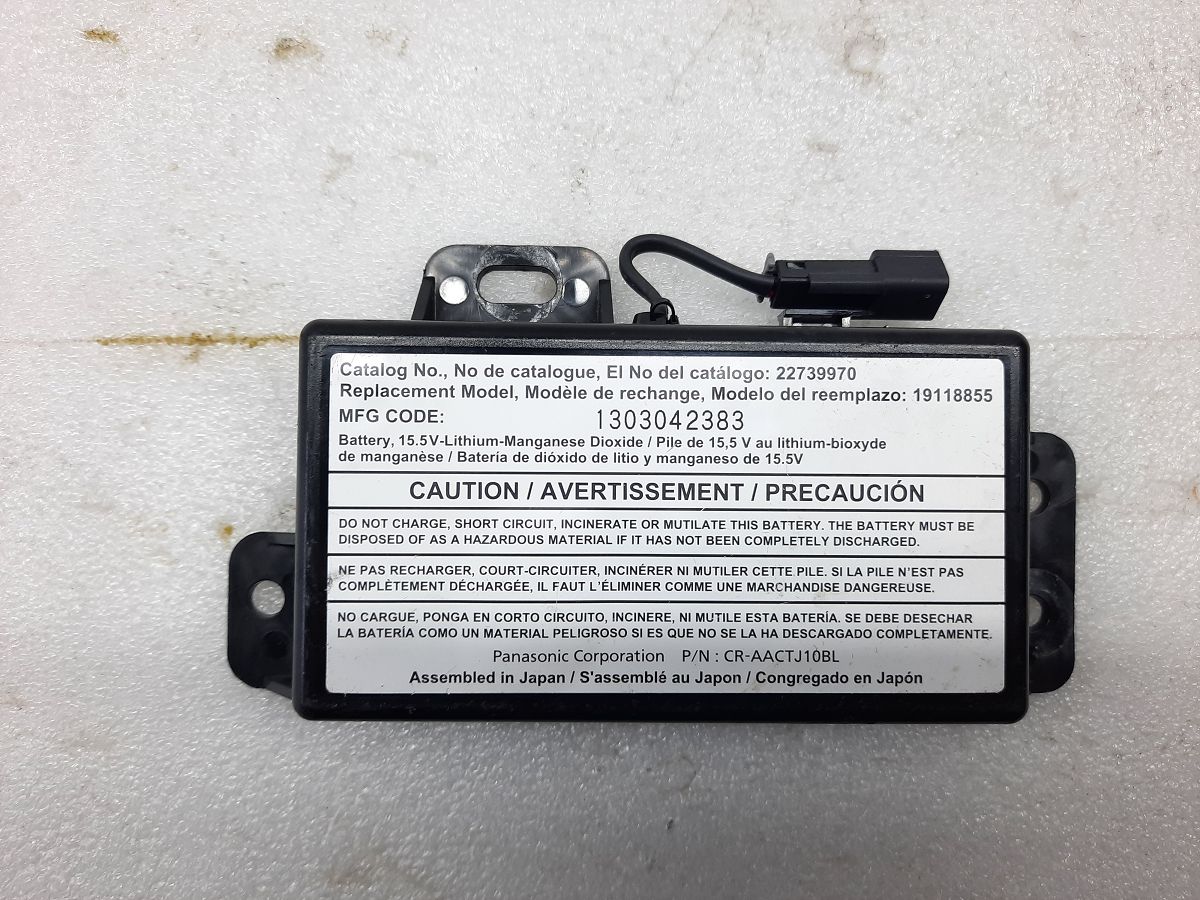 Catalog No., No de catalogue, El No del catálogo: 22739970
Replacement Model, Modèle de rechange, Modelo del reemplazo: 19118855
MFG CODE: 1303042383
Battery, 15.5V-Lithium-Manganese Dioxide / Pile de 15,5 V au lithium-bioxyde
de manganèse / Batería de dióxido de litio y manganeso de 15.5V
CAUTION / AVERTISSEMENT / PRECAUCIÓN
DO NOT CHARGE, SHORT CIRCUIT, INCINERATE OR MUTILATE THIS BATTERY. THE BATTERY MUST BE
DISPOSED OF AS A HAZARDOUS MATERIAL IF IT HAS NOT BEEN COMPLETELY DISCHARGED.
NE PAS RECHARGER, COURT-CIRCUITER, INCINÉRER NI MUTILER CETTE PILE. SI LA PILE N'EST PAS
COMPLÈTEMENT DÉCHARGÉE, IL FAUT L'ÉLIMINER COMME UNE MARCHANDISE DANGEREUSE.
NO CARGUE, PONGA EN CORTO CIRCUITO, INCINERE, NI MUTILE ESTA BATERÍA. SE DEBE DESECHAR
LA BATERÍA COMO UN MATERIAL PELIGROSO SI ES QUE NO SE LA HA DESCARGADO COMPLETAMENTE.
Panasonic Corporation P/N : CR-AACTJ10BL
Assembled in Japan / S'assemblé au Japon / Congregado en Japón